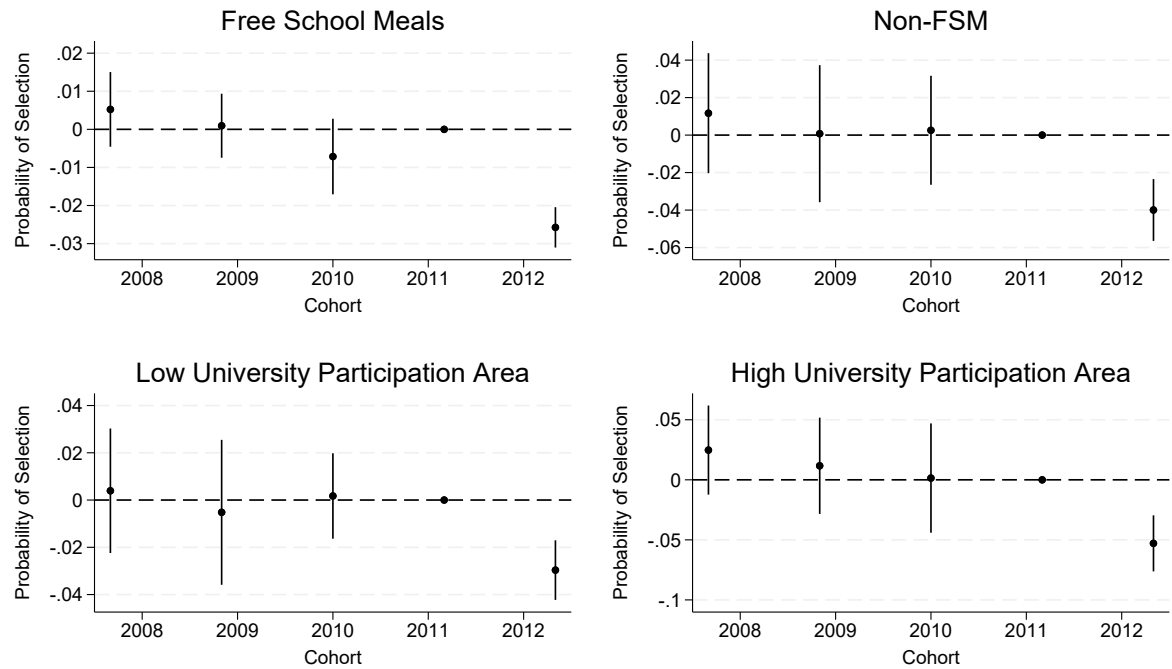 Free School Meals
Probability of Selection
.02
.01
0
-.01
-.02
-.03
2008 2009 2010 2011 2012
Cohort
Non-FSM
Probability of Selection
.04
.02
0
-.02
-.04
-.06
2008 2009 2010 2011 2012
Cohort
Low University Participation Area
Probability of Selection
.04
.02
0
-.02
-.04
2008 2009 2010 2011 2012
Cohort
High University Participation Area
Probability of Selection
.05
0
-.05
-.1
2008 2009 2010 2011 2012
Cohort